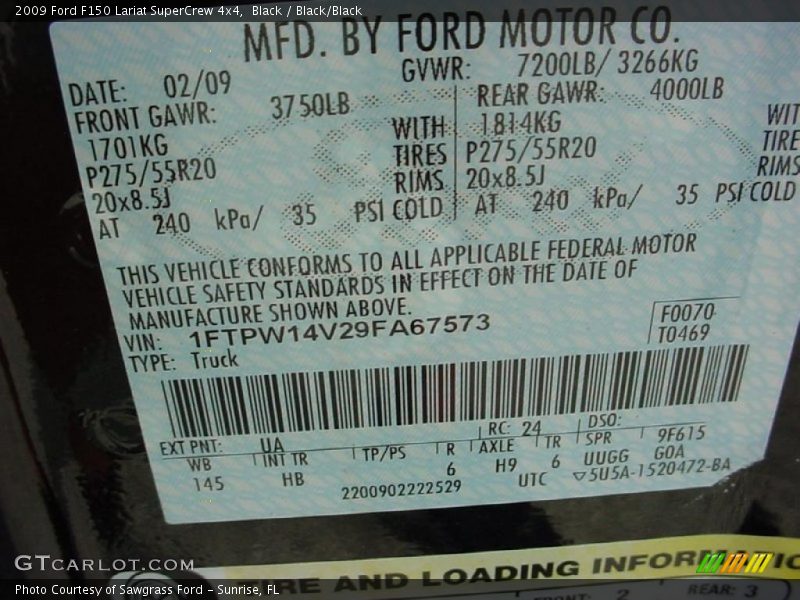 2009 Ford F150 Lariat SuperCrew 4x4, Black / Black/Black
MFD. BY FORD MOTOR CO.
DATE: 02/09 GVWR: 7200LB/ 3266KG
FRONT GAWR: 3750LB REAR GAWR: 4000LB
1701KG WITH 1814KG WIT
P275/55R20 TIRES P275/55R20 TIRE
20x8.5J RIMS 20x8.5J RIMS
AT 240 kPa/ 35 PSI COLD AT 240 kPa/ 35 PSI COLD
THIS VEHICLE CONFORMS TO ALL APPLICABLE FEDERAL MOTOR
VEHICLE SAFETY STANDARDS IN EFFECT ON THE DATE OF
MANUFACTURE SHOWN ABOVE.
VIN: 1FTPW14V29FA67573 F0070
TYPE: Truck T0469
EXT PNT: UA RC: 24 DSO:
WB INT TR TP/PS R AXLE TR SPR 9F615
145 HB 6 H9 6 UUGG GOA
2200902222529 UTC ▽5U5A-1520472-BA
TIRE AND LOADING INFOR
FRONT: 2 REAR: 3
GTcarlot.com
Photo Courtesy of Sawgrass Ford - Sunrise, FL